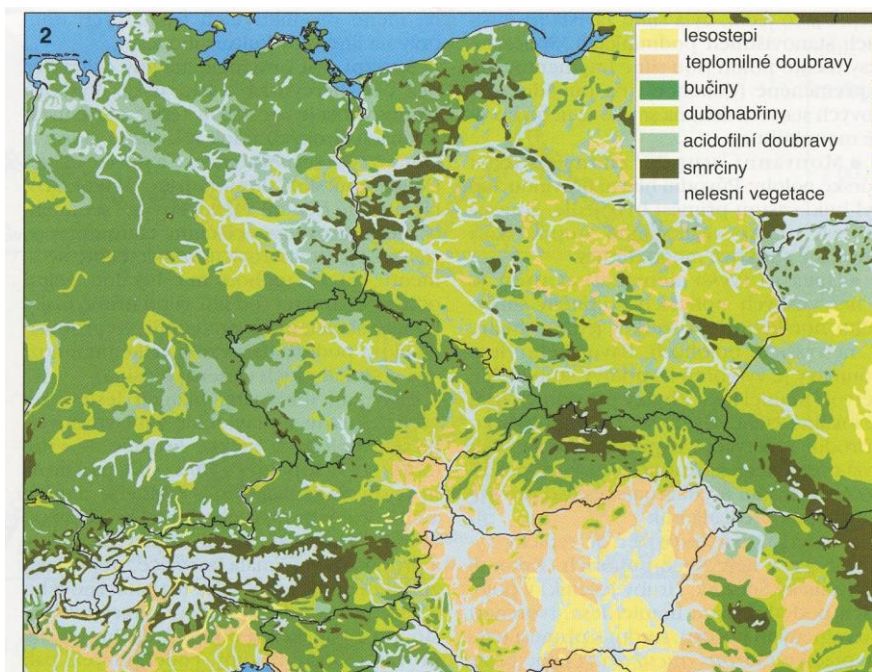 2
lesostepi
teplomilné doubravy
bučiny
dubohabřiny
acidofilní doubravy
smrčiny
nelesní vegetace